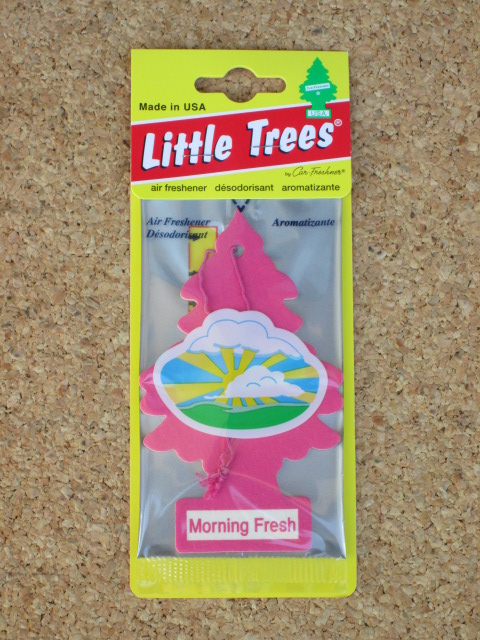 Made in USA
Little Trees®
by Car-Freshner®
air freshener désodorisant aromatizante
Air Freshener Aromatizante
Désodorisant
Morning Fresh